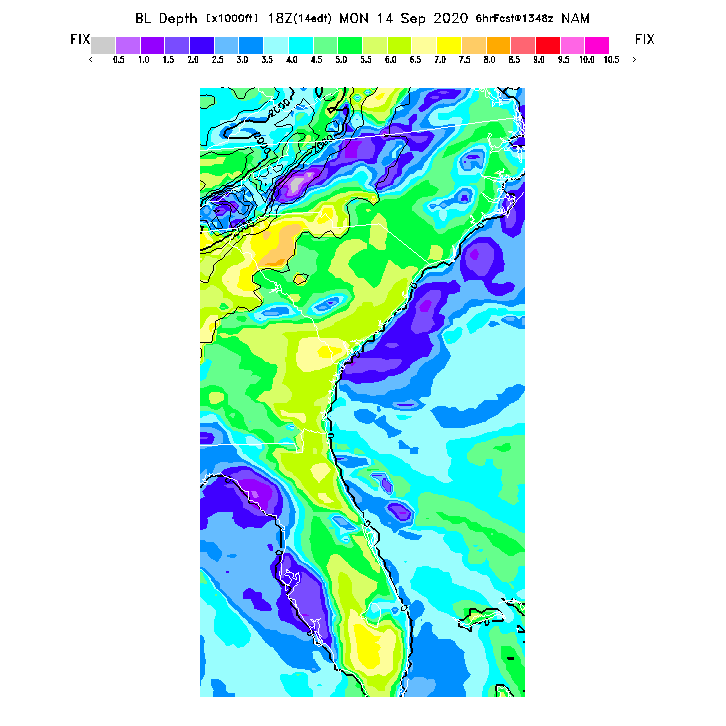 BL Depth [x1000ft] 18Z(14edt) MON 14 Sep 2020 6hrFcst@1348z NAM
FIX FIX
< 0.5 1.0 1.5 2.0 2.5 3.0 3.5 4.0 4.5 5.0 5.5 6.0 6.5 7.0 7.5 8.0 8.5 9.0 9.5 10.0 10.5 >
2000
2000